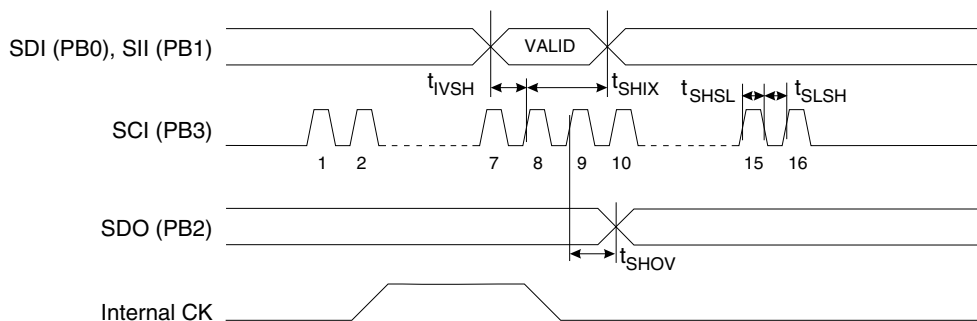 SDI (PB0), SII (PB1)
VALID
tIVSH
tSHIX
tSHSL
tSLSH
SCI (PB3)
1 2 7 8 9 10 15 16
SDO (PB2)
tSHOV
Internal CK